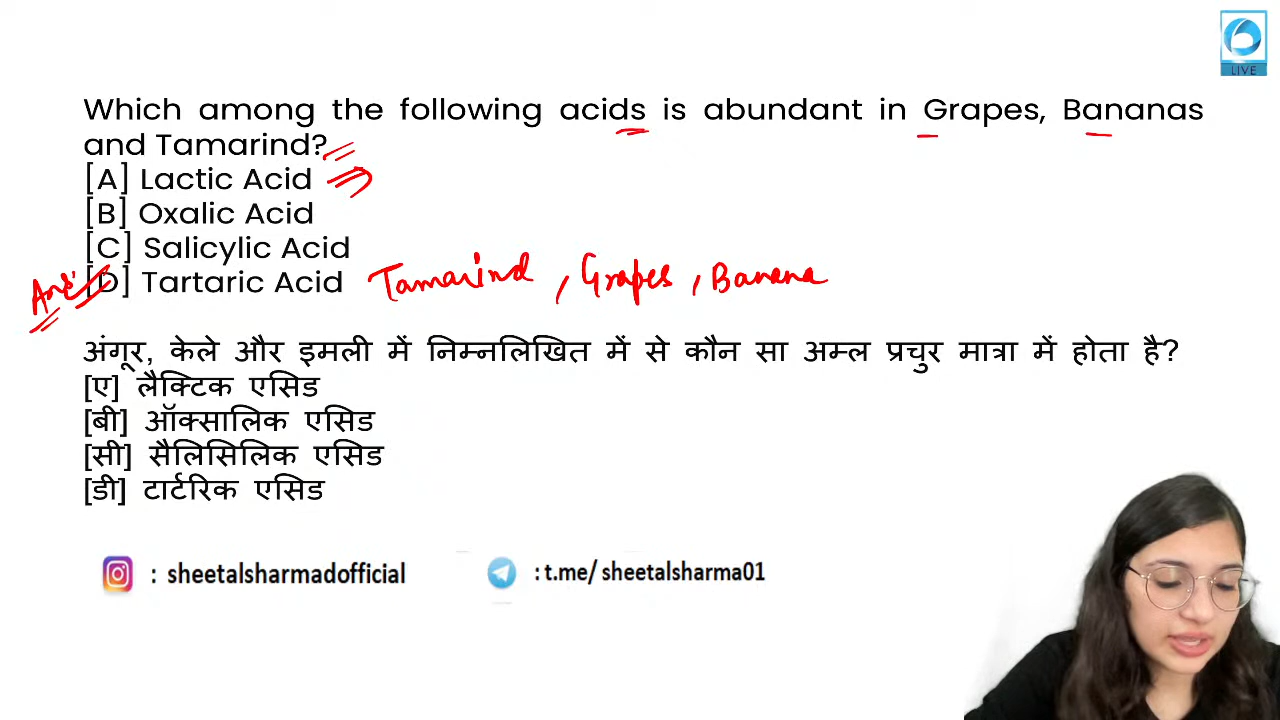 LIVE
Which among the following acids is abundant in Grapes, Bananas
and Tamarind?
[A] Lactic Acid
[B] Oxalic Acid
[C] Salicylic Acid
Ans: [D] Tartaric Acid Tamarind, Grapes, Banana
अंगूर, केले और इमली में निम्नलिखित में से कौन सा अम्ल प्रचुर मात्रा में होता है?
[ए] लैक्टिक एसिड
[बी] ऑक्सालिक एसिड
[सी] सैलिसिलिक एसिड
[डी] टार्टरिक एसिड
: sheetalsharmadofficial
: t.me/ sheetalsharma01